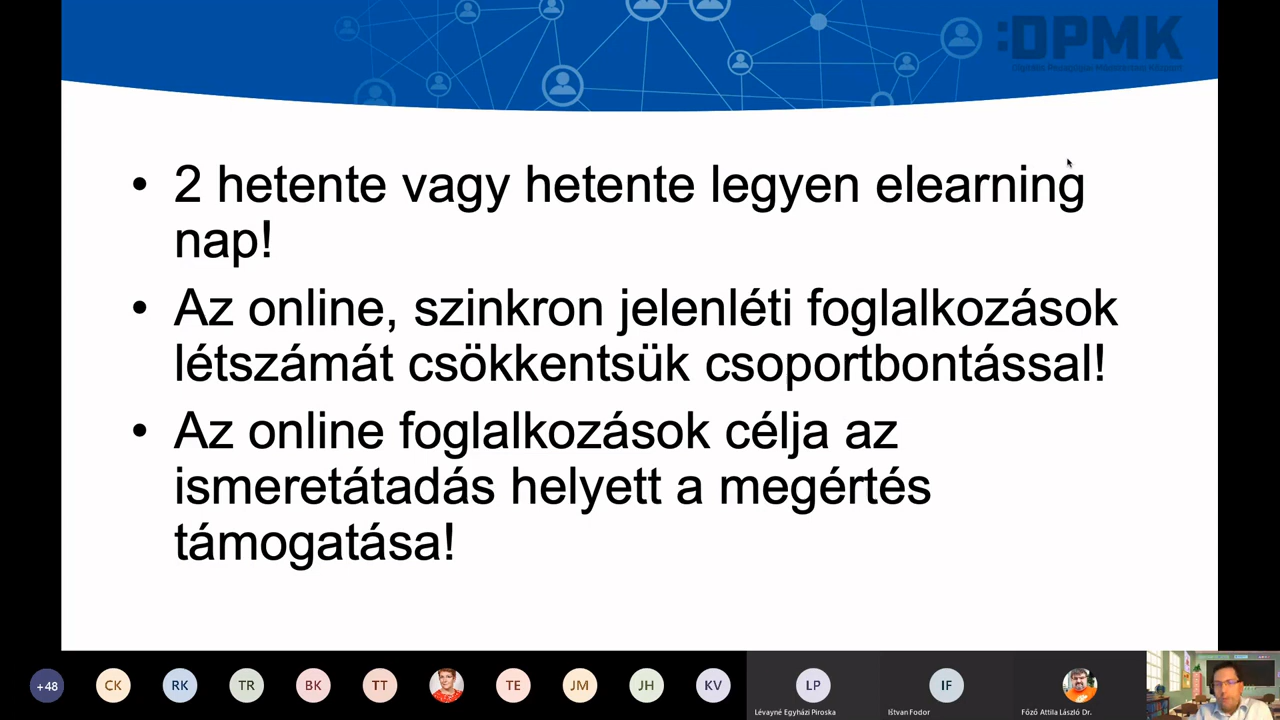 :DPMK
• 2 hetente vagy hetente legyen elearning
nap!
• Az online, szinkron jelenléti foglalkozások
létszámát csökkentsük csoportbontással!
• Az online foglalkozások célja az
ismeretátadás helyett a megértés
támogatása!
+48
CK
RK
TR
BK
TT
TE
JM
JH
KV
LP
IF
Lévayné Egyházi Piroska
IStvan Fodor
Főző Attila László Dr.